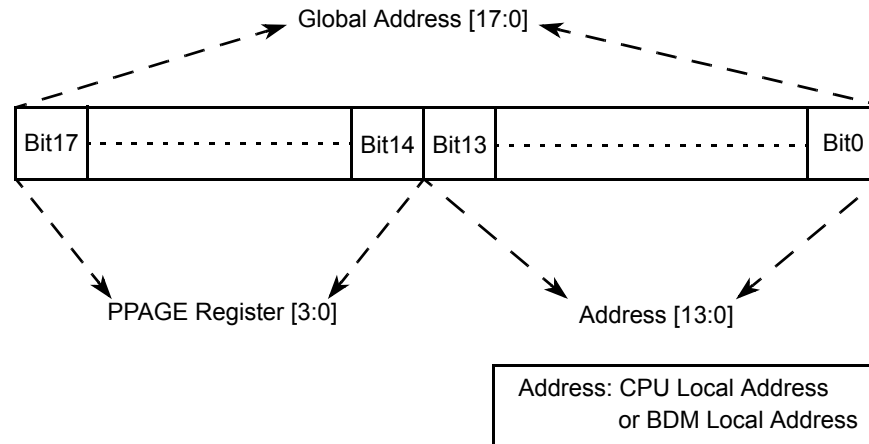 Global Address [17:0]
Bit17 Bit14 Bit13 Bit0
PPAGE Register [3:0]
Address [13:0]
Address: CPU Local Address
or BDM Local Address